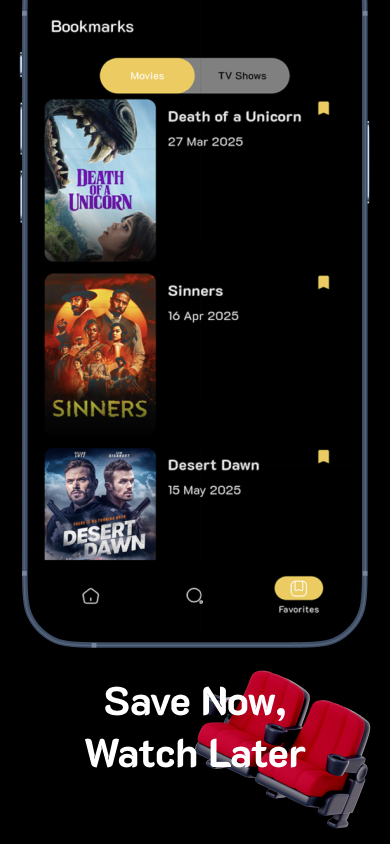 Bookmarks
Movies
TV Shows
DEATH
OF A
UNICORN
Death of a Unicorn
27 Mar 2025
SINNERS
Sinners
16 Apr 2025
DESERT
DAWN
Desert Dawn
15 May 2025
Favorites
Save Now,
Watch Later